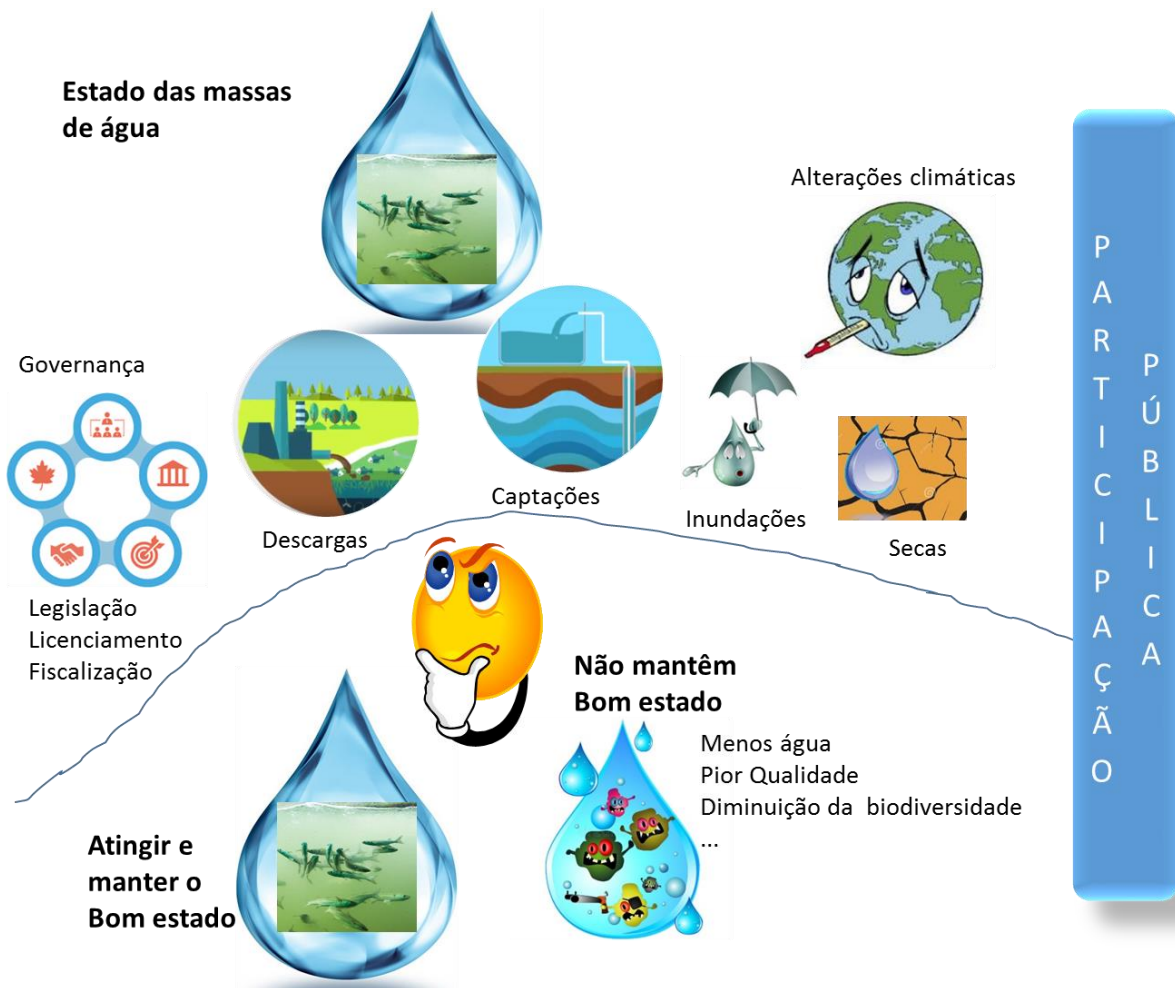 Estado das massas
de água
Alterações climáticas
Governança
Descargas
Captações
Inundações
Secas
Legislação
Licenciamento
Fiscalização
Não mantêm
Bom estado
Menos água
Pior Qualidade
Diminuição da biodiversidade
...
Atingir e
manter o
Bom estado
PARTICIPAÇÃO
PÚBLICA